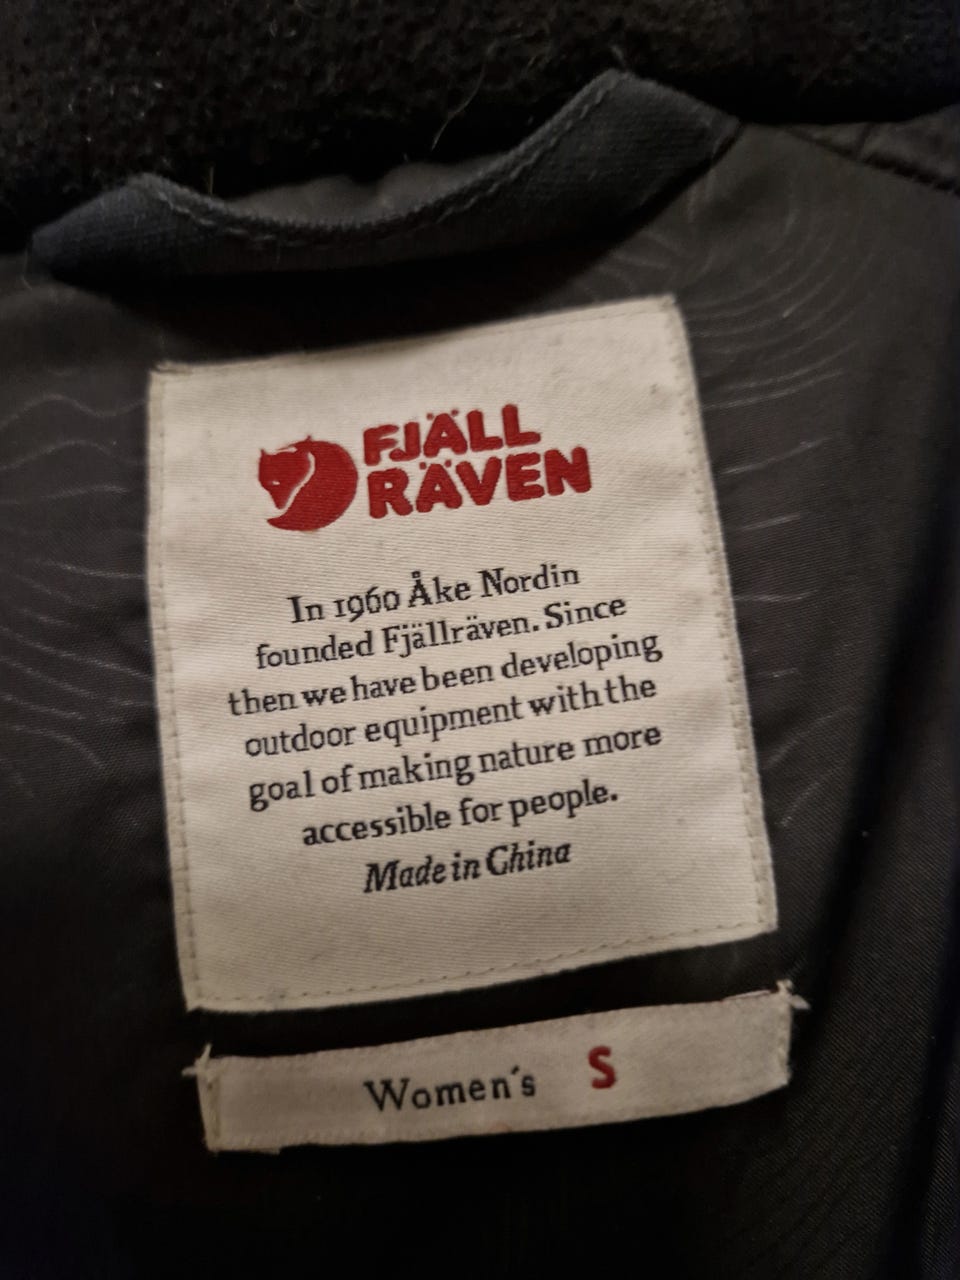 FJÄLL
RÄVEN
In 1960 Åke Nordin
founded Fjällräven. Since
then we have been developing
outdoor equipment with the
goal of making nature more
accessible for people.
Made in China
Women's S